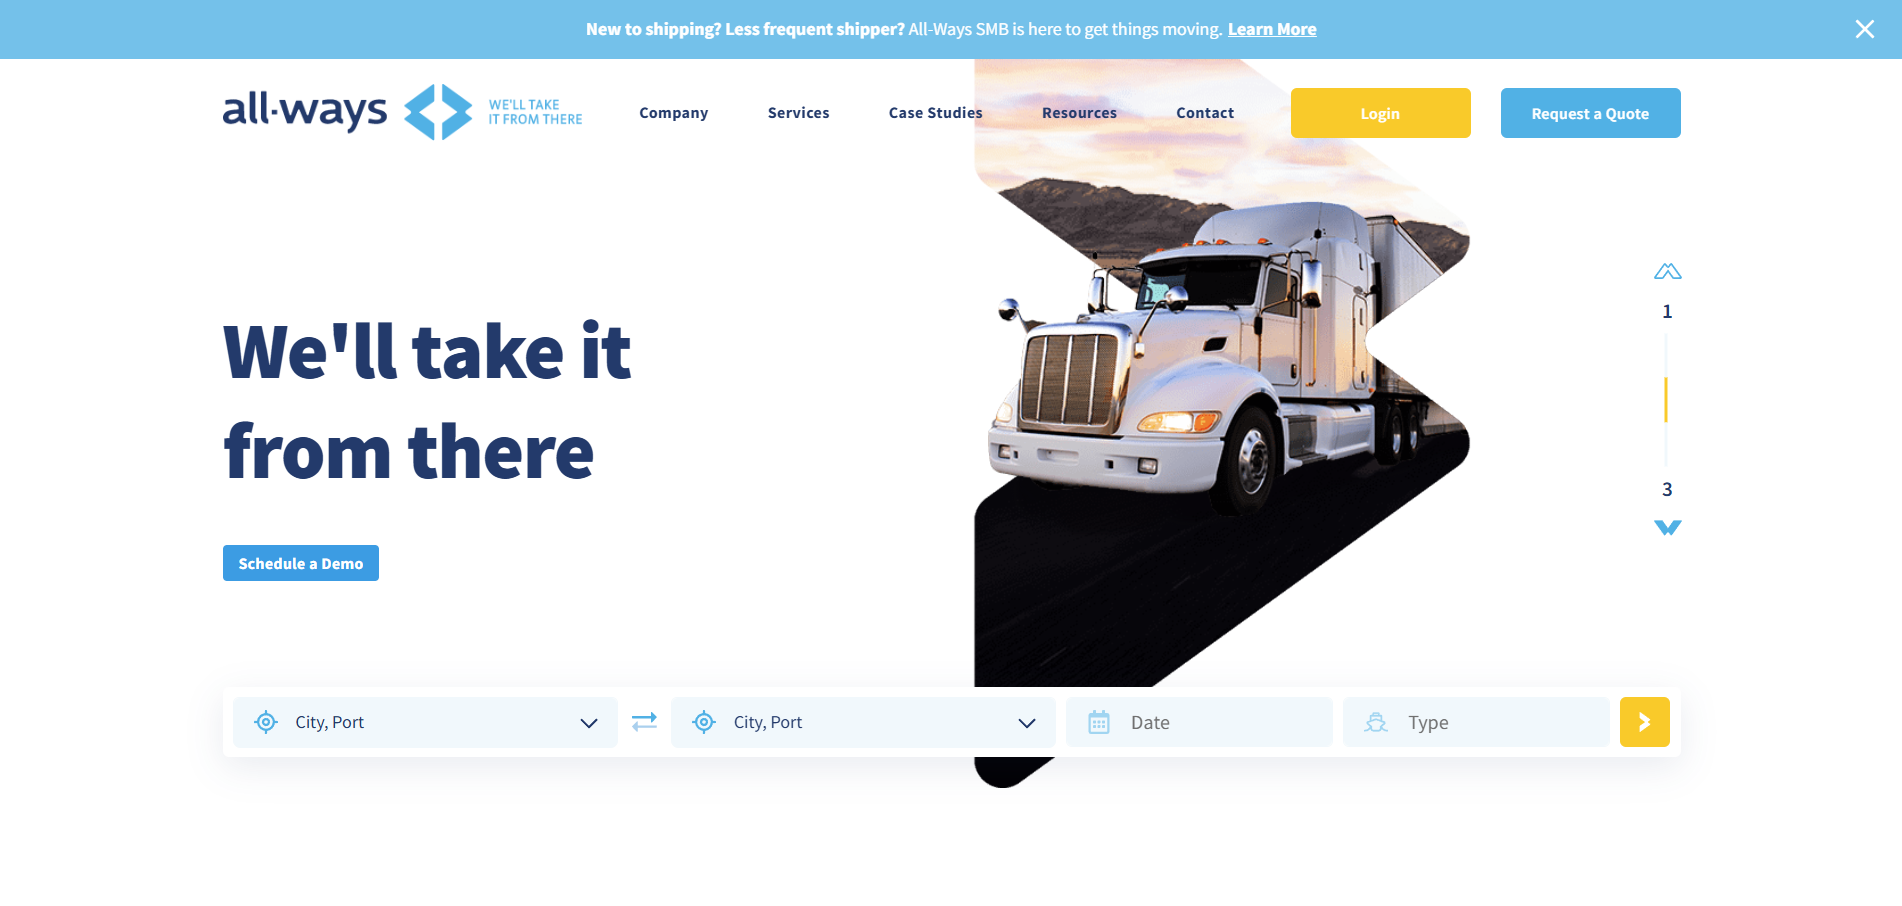 New to shipping? Less frequent shipper? All-Ways SMB is here to get things moving. Learn More
all-ways
WE'LL TAKE
IT FROM THERE
Company
Services
Case Studies
Resources
Contact
Login
Request a Quote
We'll take it
from there
Schedule a Demo
1
3
City, Port
City, Port
Date
Type